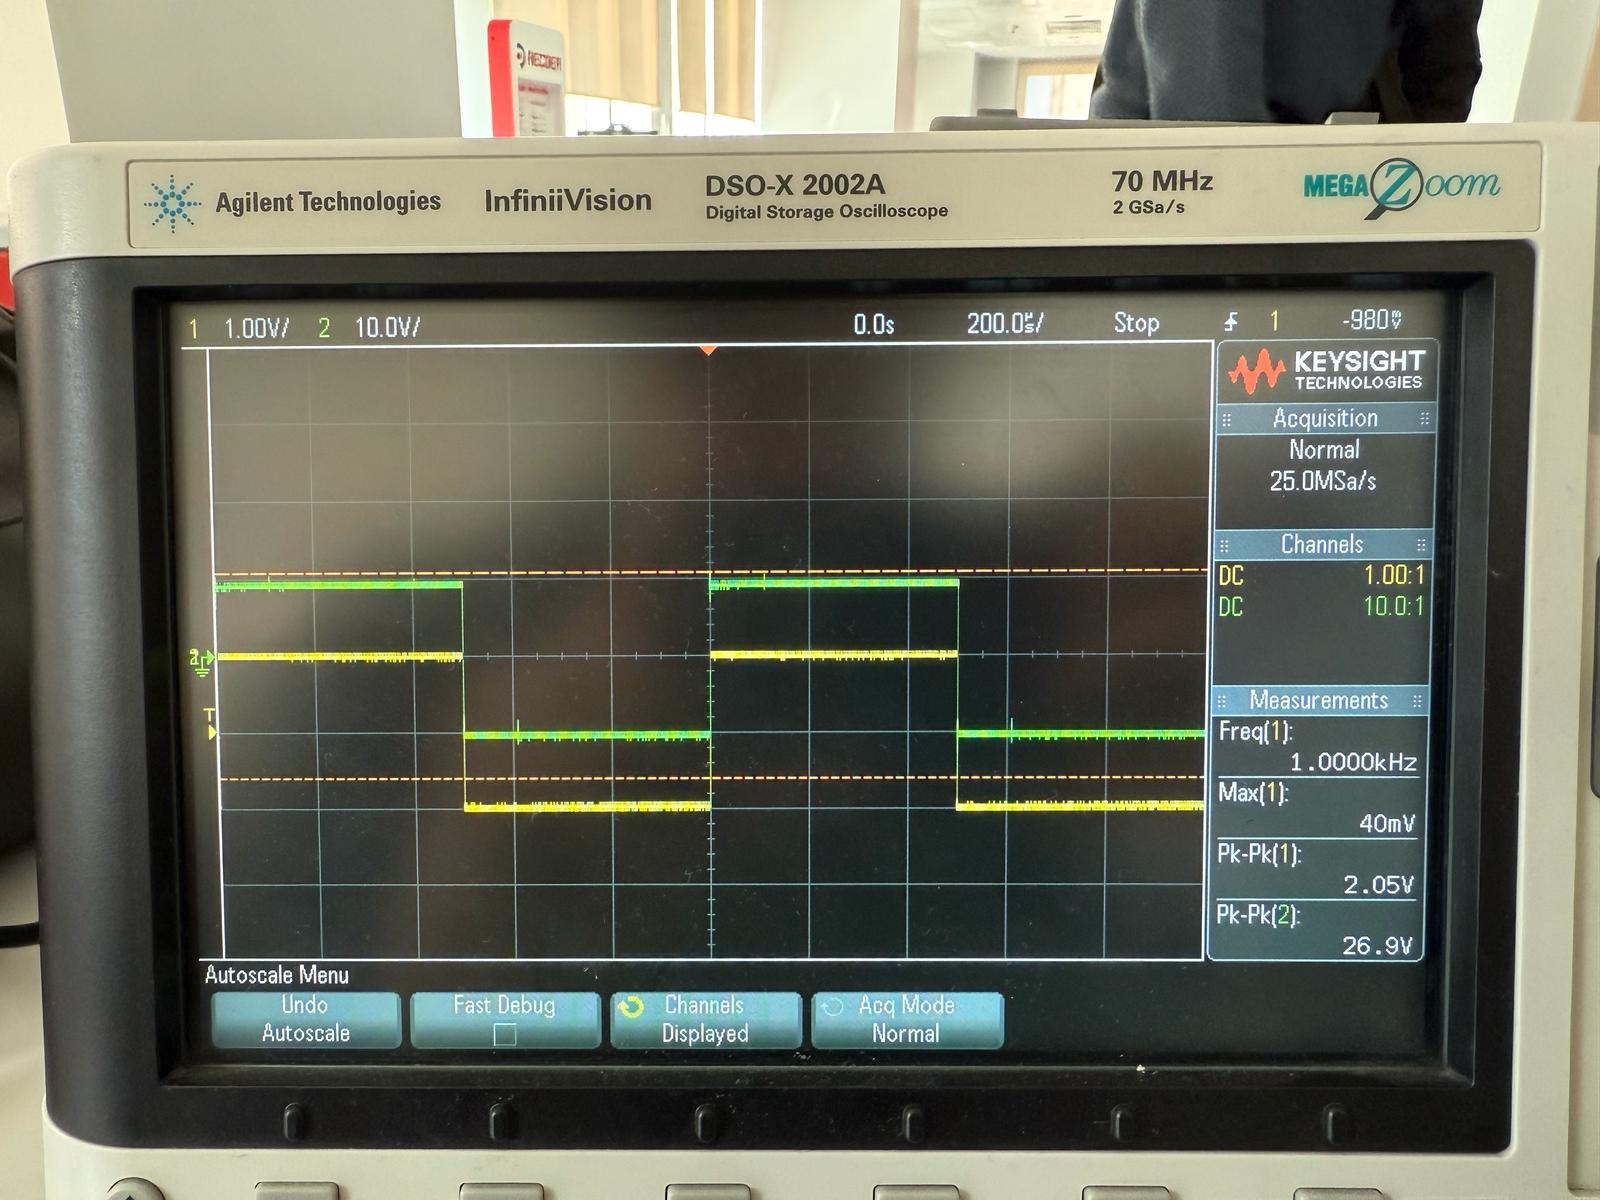 Agilent Technologies InfiniiVision DSO-X 2002A 70 MHz MEGA Zoom
Digital Storage Oscilloscope 2 GSa/s
1 1.00V/ 2 10.0V/ 0.0s 200.0µs/ Stop 1 -980mV
KEYSIGHT
TECHNOLOGIES
Acquisition
Normal
25.0MSa/s
Channels
DC 1.00:1
DC 10.0:1
T
Measurements
Freq(1):
1.0000kHz
Max(1):
40mV
Pk-Pk(1):
2.05V
Pk-Pk(2):
26.9V
Autoscale Menu
Undo
Autoscale
Fast Debug
Channels
Displayed
Acq Mode
Normal